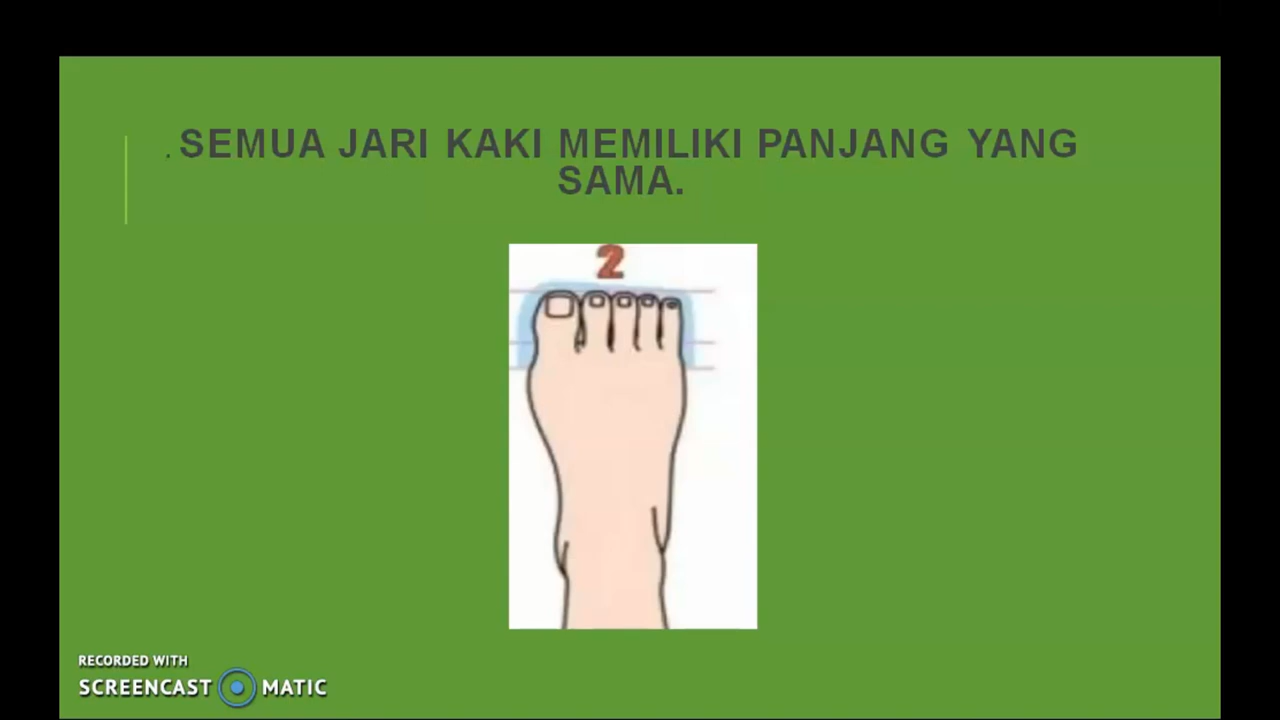 . SEMUA JARI KAKI MEMILIKI PANJANG YANG
SAMA.
2
RECORDED WITH
SCREENCAST MATIC